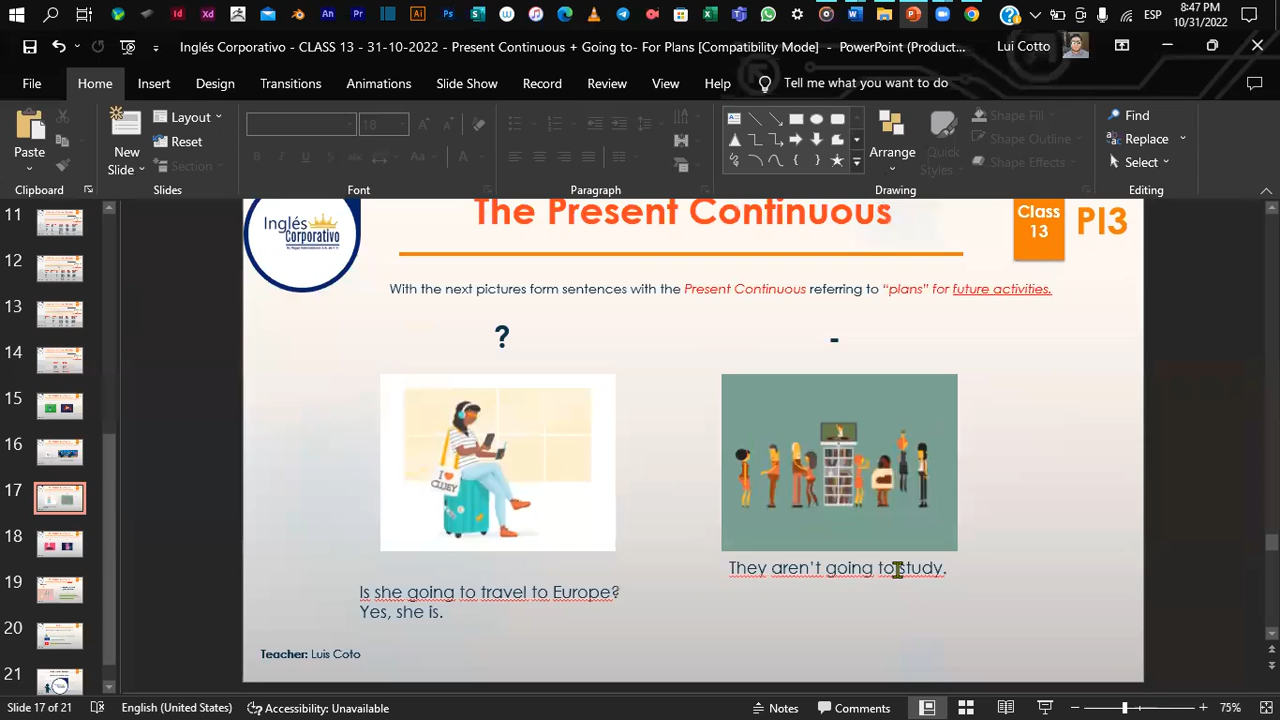 8:47 PM
ESP
10/31/2022
Inglés Corporativo - CLASS 13 - 31-10-2022 - Present Continuous + Going to- For Plans [Compatibility Mode] - PowerPoint (Produc...
Lui Cotto
File Home Insert Design Transitions Animations Slide Show Record Review View Help Tell me what you want to do
Paste
New Slide
Layout
Reset
Section
18
Arrange
Quick Styles
Shape Fill
Shape Outline
Shape Effects
Find
Replace
Select
Clipboard Slides Font Paragraph Drawing Editing
11
12
13
14
15
16
17
18
19
20
21
Inglés
Corporativo
The Present Continuous
Class
13
PI3
With the next pictures form sentences with the Present Continuous referring to “plans” for future activities.
? -
I ♥
CLUEY
They aren't going to study.
Is she going to travel to Europe?
Yes, she is.
Teacher: Luis Coto
Slide 17 of 21 English (United States) Accessibility: Unavailable Notes Comments 75%